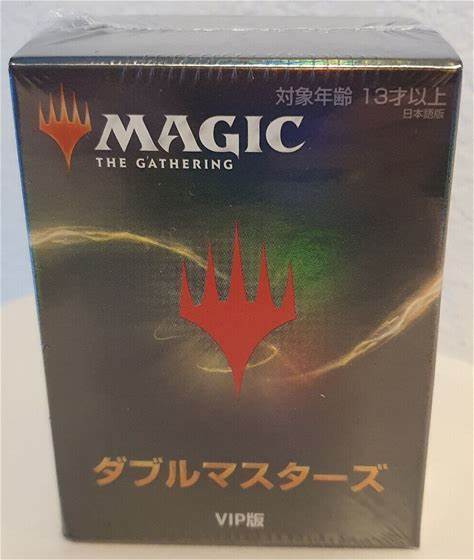 対象年齢 13才以上
日本語版
MAGIC
THE GATHERING
ダブルマスターズ
VIP版